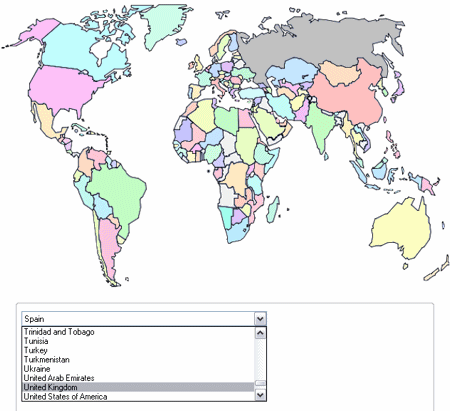 Spain
Trinidad and Tobago
Tunisia
Turkey
Turkmenistan
Ukraine
United Arab Emirates
United Kingdom
United States of America